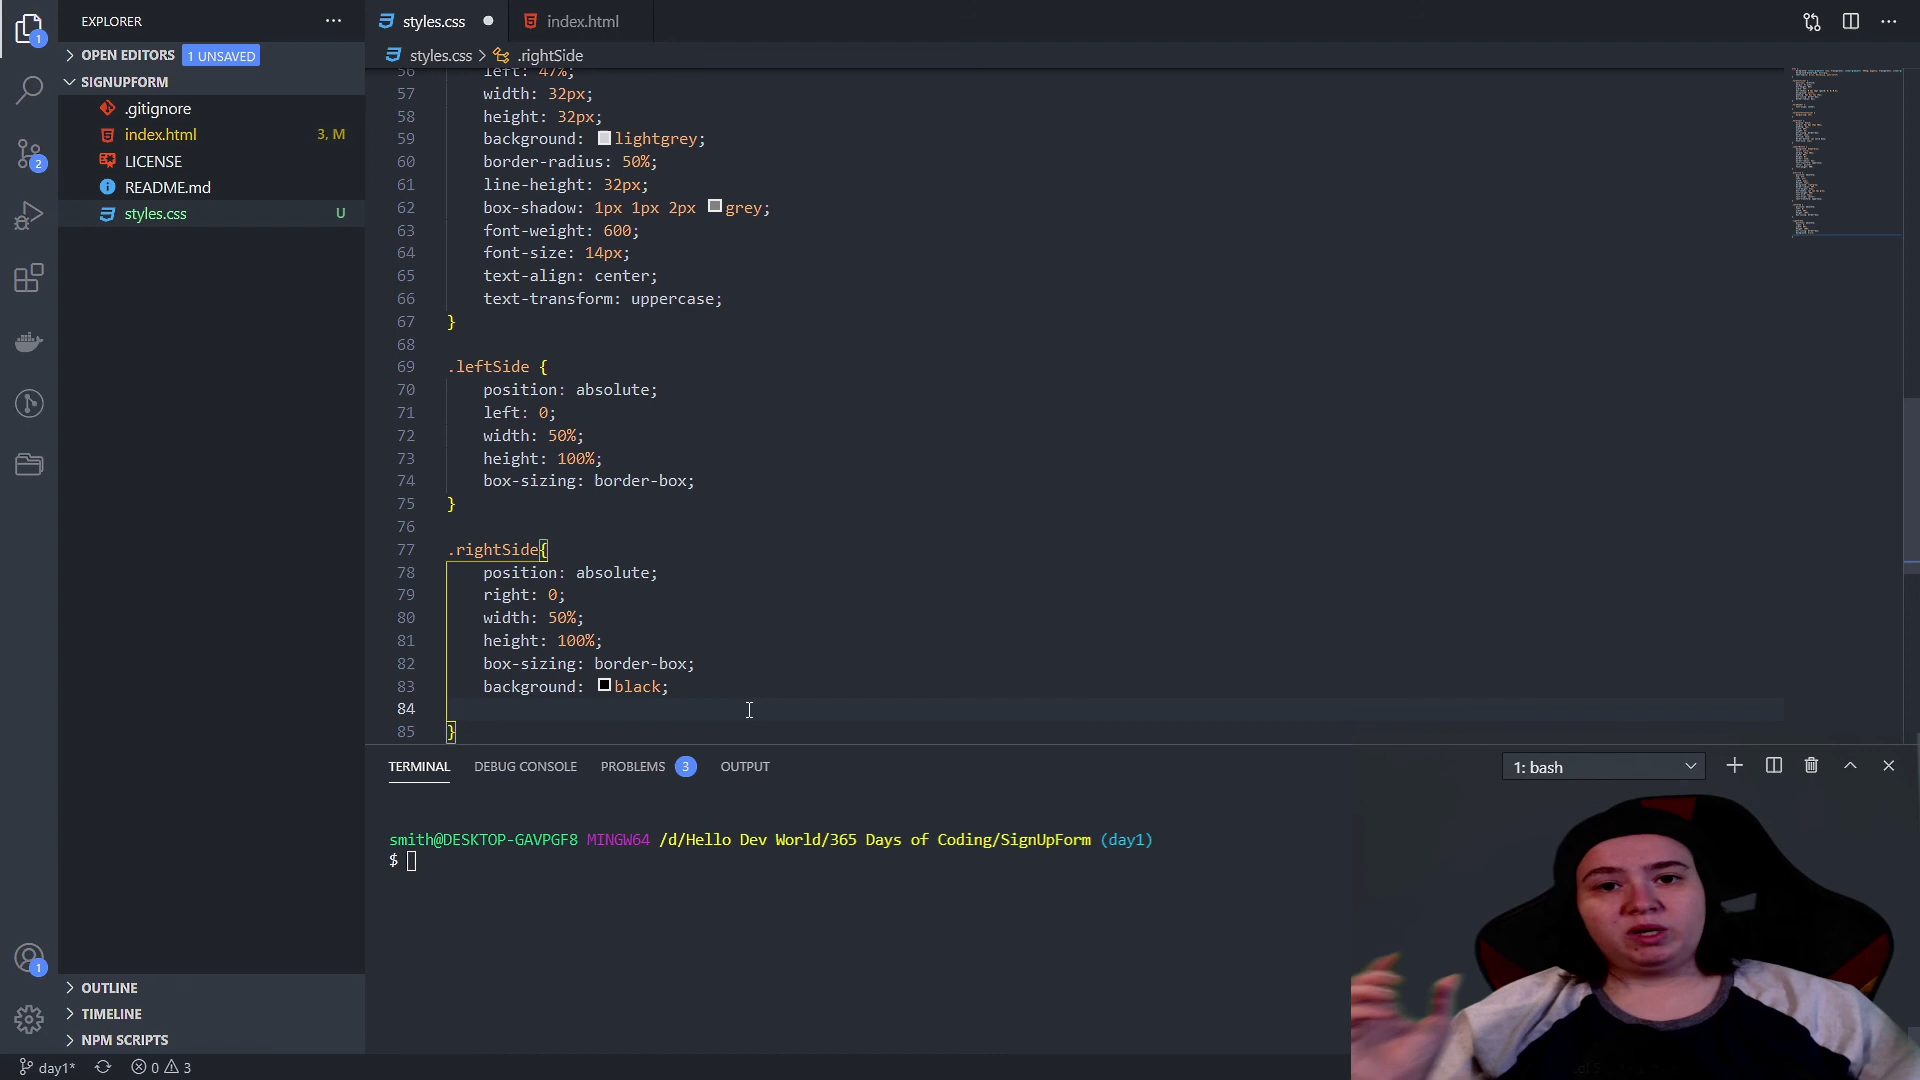 EXPLORER
OPEN EDITORS 1 UNSAVED
SIGNUPFORM
.gitignore
index.html 3, M
LICENSE
README.md
styles.css U
OUTLINE
TIMELINE
NPM SCRIPTS
1
2
1
styles.css
index.html
styles.css > .rightSide
56 left: 47%;
57 width: 32px;
58 height: 32px;
59 background: lightgrey;
60 border-radius: 50%;
61 line-height: 32px;
62 box-shadow: 1px 1px 2px grey;
63 font-weight: 600;
64 font-size: 14px;
65 text-align: center;
66 text-transform: uppercase;
67 }
68
69 .leftSide {
70 position: absolute;
71 left: 0;
72 width: 50%;
73 height: 100%;
74 box-sizing: border-box;
75 }
76
77 .rightSide{
78 position: absolute;
79 right: 0;
80 width: 50%;
81 height: 100%;
82 box-sizing: border-box;
83 background: black;
84
85 }
TERMINAL DEBUG CONSOLE PROBLEMS 3 OUTPUT
1: bash
smith@DESKTOP-GAVPGF8 MINGW64 /d/Hello Dev World/365 Days of Coding/SignUpForm (day1)
$
day1* 0 3